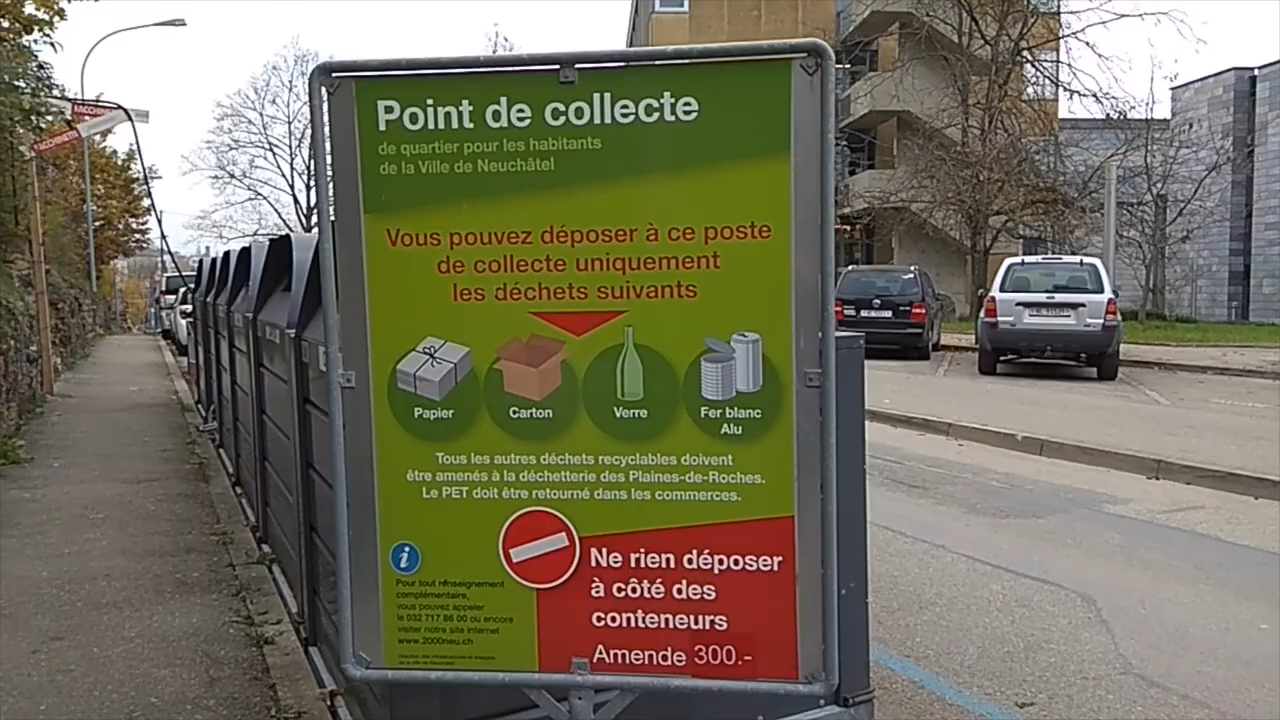 Point de collecte
de quartier pour les habitants
de la Ville de Neuchâtel
Vous pouvez déposer à ce poste
de collecte uniquement
les déchets suivants
Papier
Carton
Verre
Fer blanc
Alu
Tous les autres déchets recyclables doivent
être amenés à la déchetterie des Plaines-de-Roches.
Le PET doit être retourné dans les commerces.
i
Pour tout renseignement
complémentaire,
vous pouvez appeler
le 032 717 86 00 ou encore
visiter notre site internet
www.2000neu.ch
Ne rien déposer
à côté des
conteneurs
Amende 300.-
FACCHINETTI